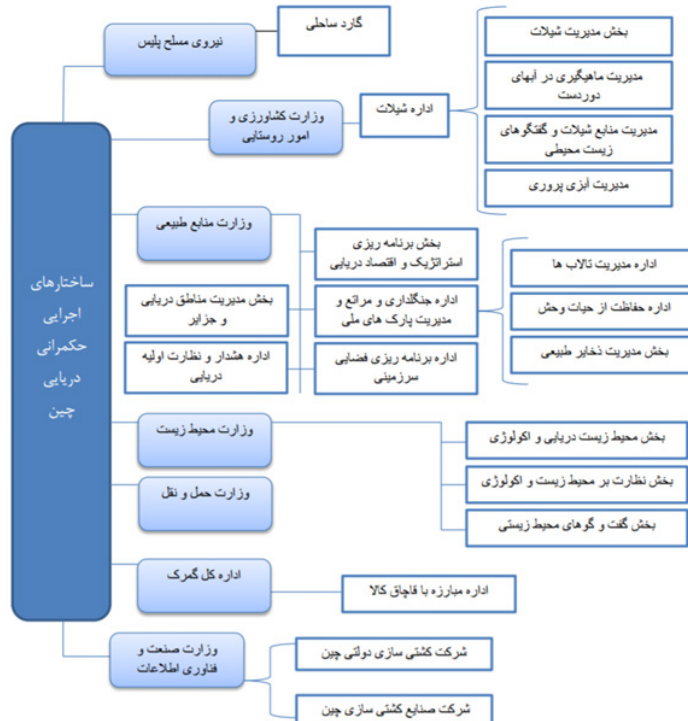 ساختارهای
اجرایی
حکمرانی
دریایی
چین
نیروی مسلح پلیس
گارد ساحلی
وزارت کشاورزی و
امور روستایی
اداره شیلات
بخش مدیریت شیلات
مدیریت ماهیگیری در آبهای
دوردست
مدیریت منابع شیلات و گفتگوهای
زیست محیطی
مدیریت آبزی پروری
وزارت منابع طبیعی
بخش برنامه ریزی
استراتژیک و اقتصاد دریایی
بخش مدیریت مناطق دریایی
و جزایر
اداره جنگلداری و مراتع و
مدیریت پارک های ملی
اداره هشدار و نظارت اولیه
دریایی
اداره برنامه ریزی فضایی
سرزمینی
اداره مدیریت تالاب ها
اداره حفاظت از حیات وحش
بخش مدیریت ذخایر طبیعی
وزارت محیط زیست
بخش محیط زیست دریایی و اکولوژی
بخش نظارت بر محیط زیست و اکولوژی
بخش گفت و گوهای محیط زیستی
وزارت حمل و نقل
اداره کل گمرک
اداره مبارزه با قاچاق کالا
وزارت صنعت و
فناوری اطلاعات
شرکت کشتی سازی دولتی چین
شرکت صنایع کشتی سازی چین